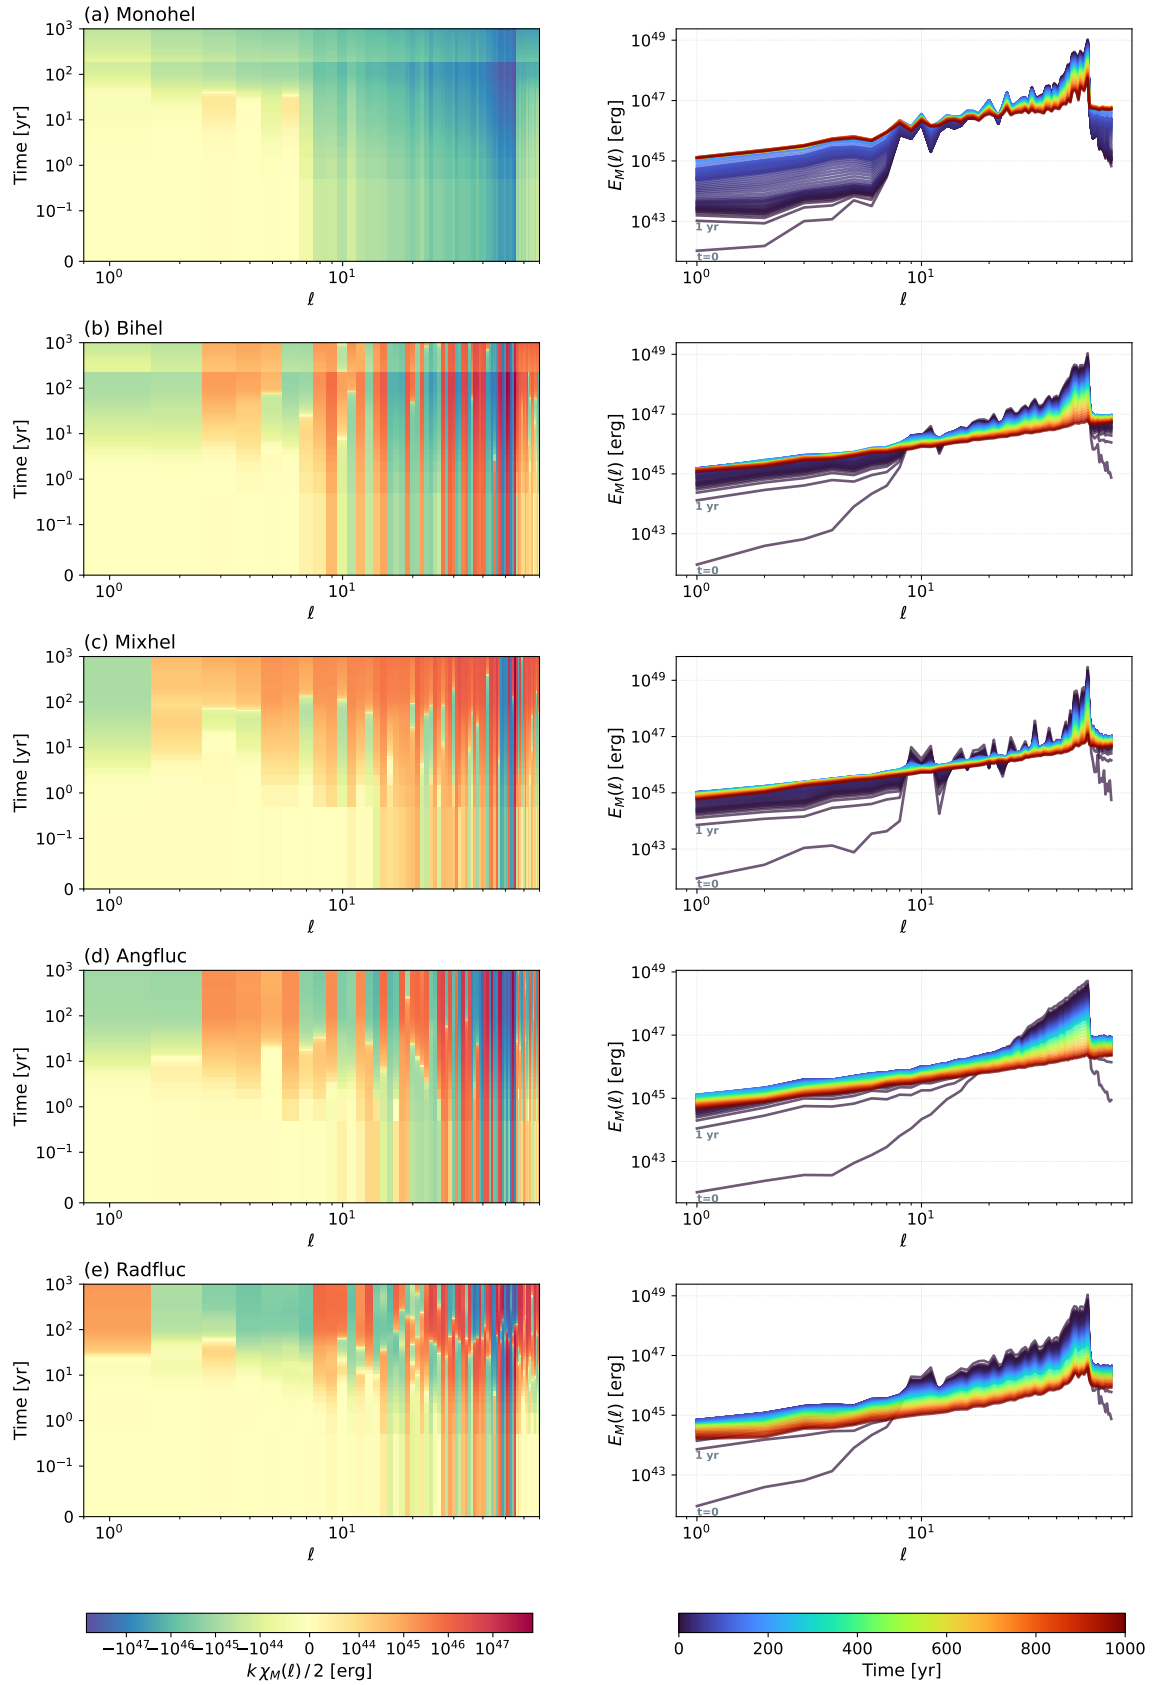 (a) Monohel
Time [yr]
10³
10²
10¹
10⁰
10⁻¹
0
10⁰ 10¹
ℓ
E_M(ℓ) [erg]
10⁴⁹
10⁴⁷
10⁴⁵
10⁴³
1 yr
t=0
10⁰ 10¹
ℓ
(b) Bihel
Time [yr]
10³
10²
10¹
10⁰
10⁻¹
0
10⁰ 10¹
ℓ
E_M(ℓ) [erg]
10⁴⁹
10⁴⁷
10⁴⁵
10⁴³
1 yr
t=0
10⁰ 10¹
ℓ
(c) Mixhel
Time [yr]
10³
10²
10¹
10⁰
10⁻¹
0
10⁰ 10¹
ℓ
E_M(ℓ) [erg]
10⁴⁹
10⁴⁷
10⁴⁵
10⁴³
1 yr
t=0
10⁰ 10¹
ℓ
(d) Angfluc
Time [yr]
10³
10²
10¹
10⁰
10⁻¹
0
10⁰ 10¹
ℓ
E_M(ℓ) [erg]
10⁴⁹
10⁴⁷
10⁴⁵
10⁴³
1 yr
t=0
10⁰ 10¹
ℓ
(e) Radfluc
Time [yr]
10³
10²
10¹
10⁰
10⁻¹
0
10⁰ 10¹
ℓ
E_M(ℓ) [erg]
10⁴⁹
10⁴⁷
10⁴⁵
10⁴³
1 yr
t=0
10⁰ 10¹
ℓ
−10⁴⁷ −10⁴⁶ −10⁴⁵ −10⁴⁴ 0 10⁴⁴ 10⁴⁵ 10⁴⁶ 10⁴⁷
k χ_M(ℓ) / 2 [erg]
0 200 400 600 800 1000
Time [yr]